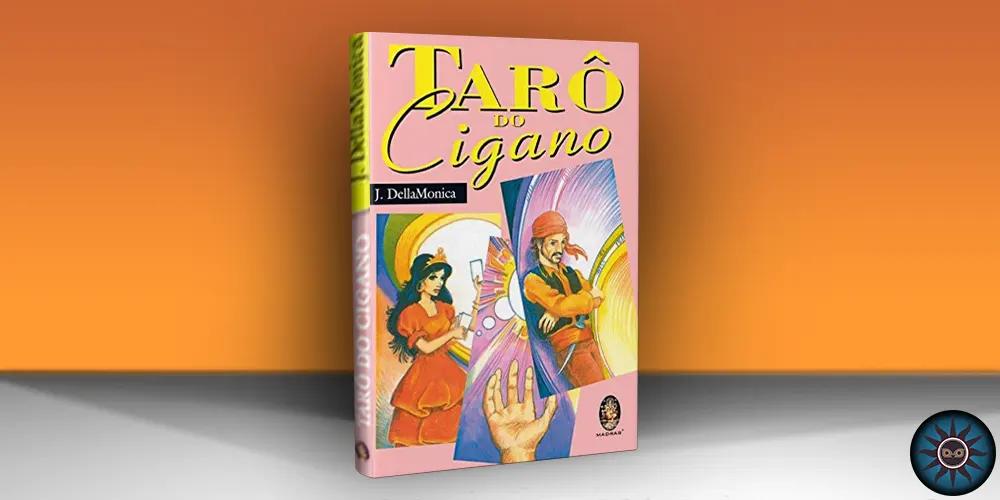 TARÔ
DO
Cigano
J. DellaMonica
MADRAS®
J. DellaMonica
TARÔ DO CIGANO